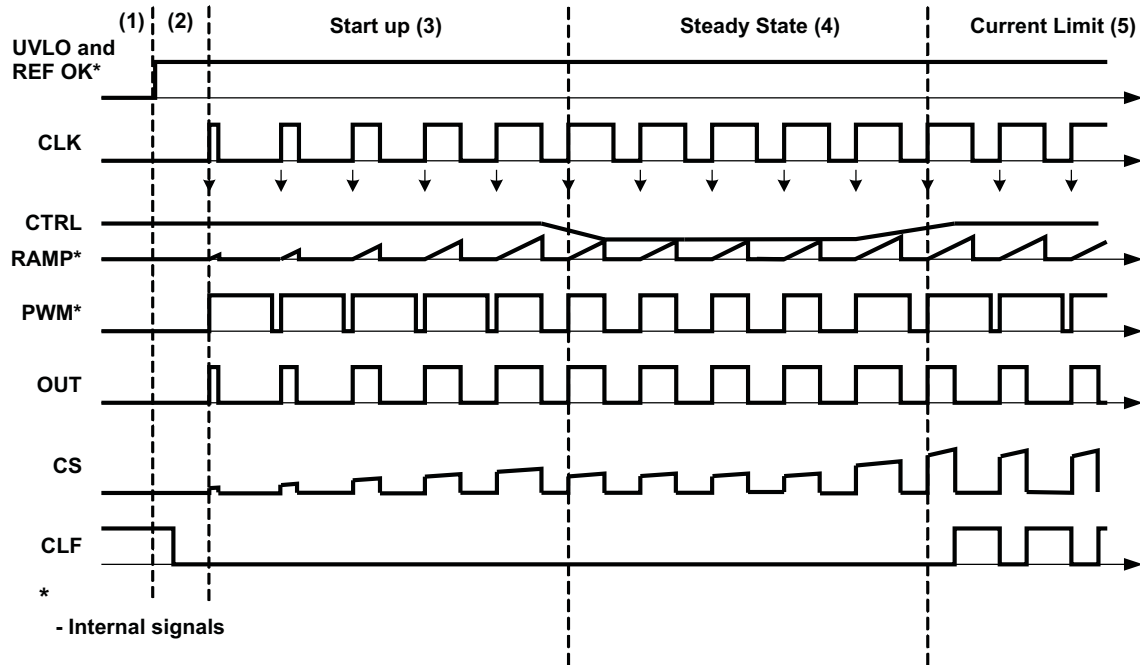 (1)
(2)
Start up (3)
Steady State (4)
Current Limit (5)
UVLO and
REF OK*
CLK
CTRL
RAMP*
PWM*
OUT
CS
CLF
*
- Internal signals